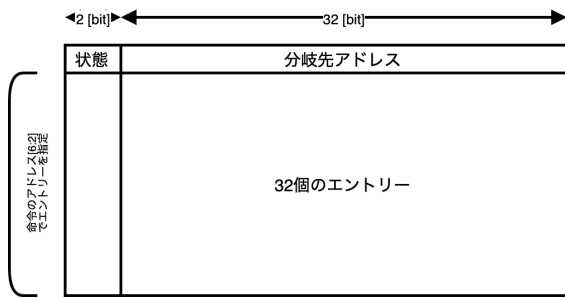 2 [bit]
32 [bit]
状態
分岐先アドレス
命令のアドレス[6:2]
でエントリーを指定
32個のエントリー